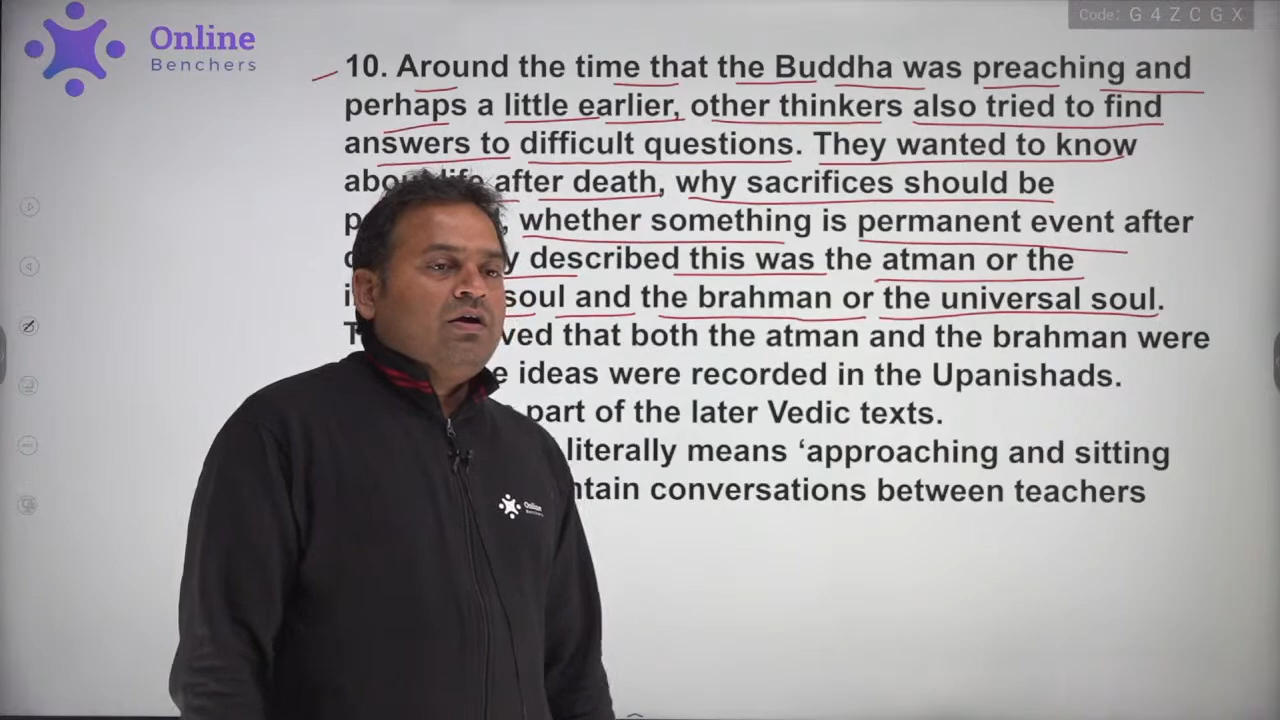 Online
Benchers
Code: G 4 Z C G X
10. Around the time that the Buddha was preaching and
perhaps a little earlier, other thinkers also tried to find
answers to difficult questions. They wanted to know
about life after death, why sacrifices should be
whether something is permanent event after
described this was the atman or the
soul and the brahman or the universal soul.
that both the atman and the brahman were
ideas were recorded in the Upanishads.
part of the later Vedic texts.
literally means ‘approaching and sitting
conversations between teachers
Online
Benchers